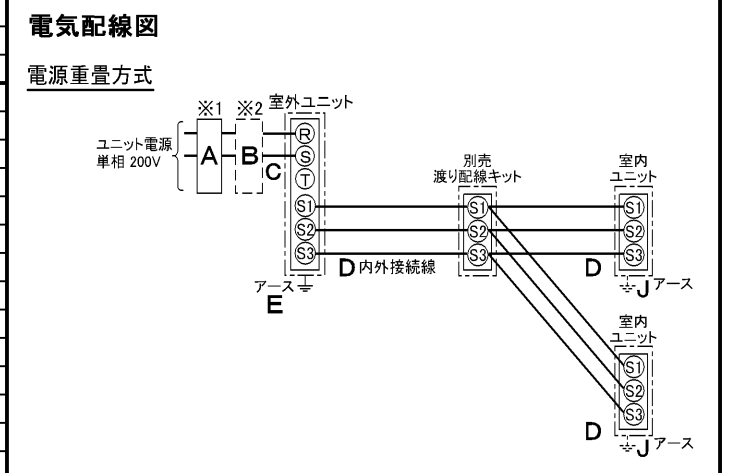 電気配線図
電源重畳方式
※1 ※2 室外ユニット
ユニット電源
単相 200V
A B C
R
S
T
S1
S2
S3
アース
E
D 内外接続線
別売
渡り配線キット
S1
S2
S3
室内
ユニット
S1
S2
S3
D
J アース
室内
ユニット
S1
S2
S3
D
J アース